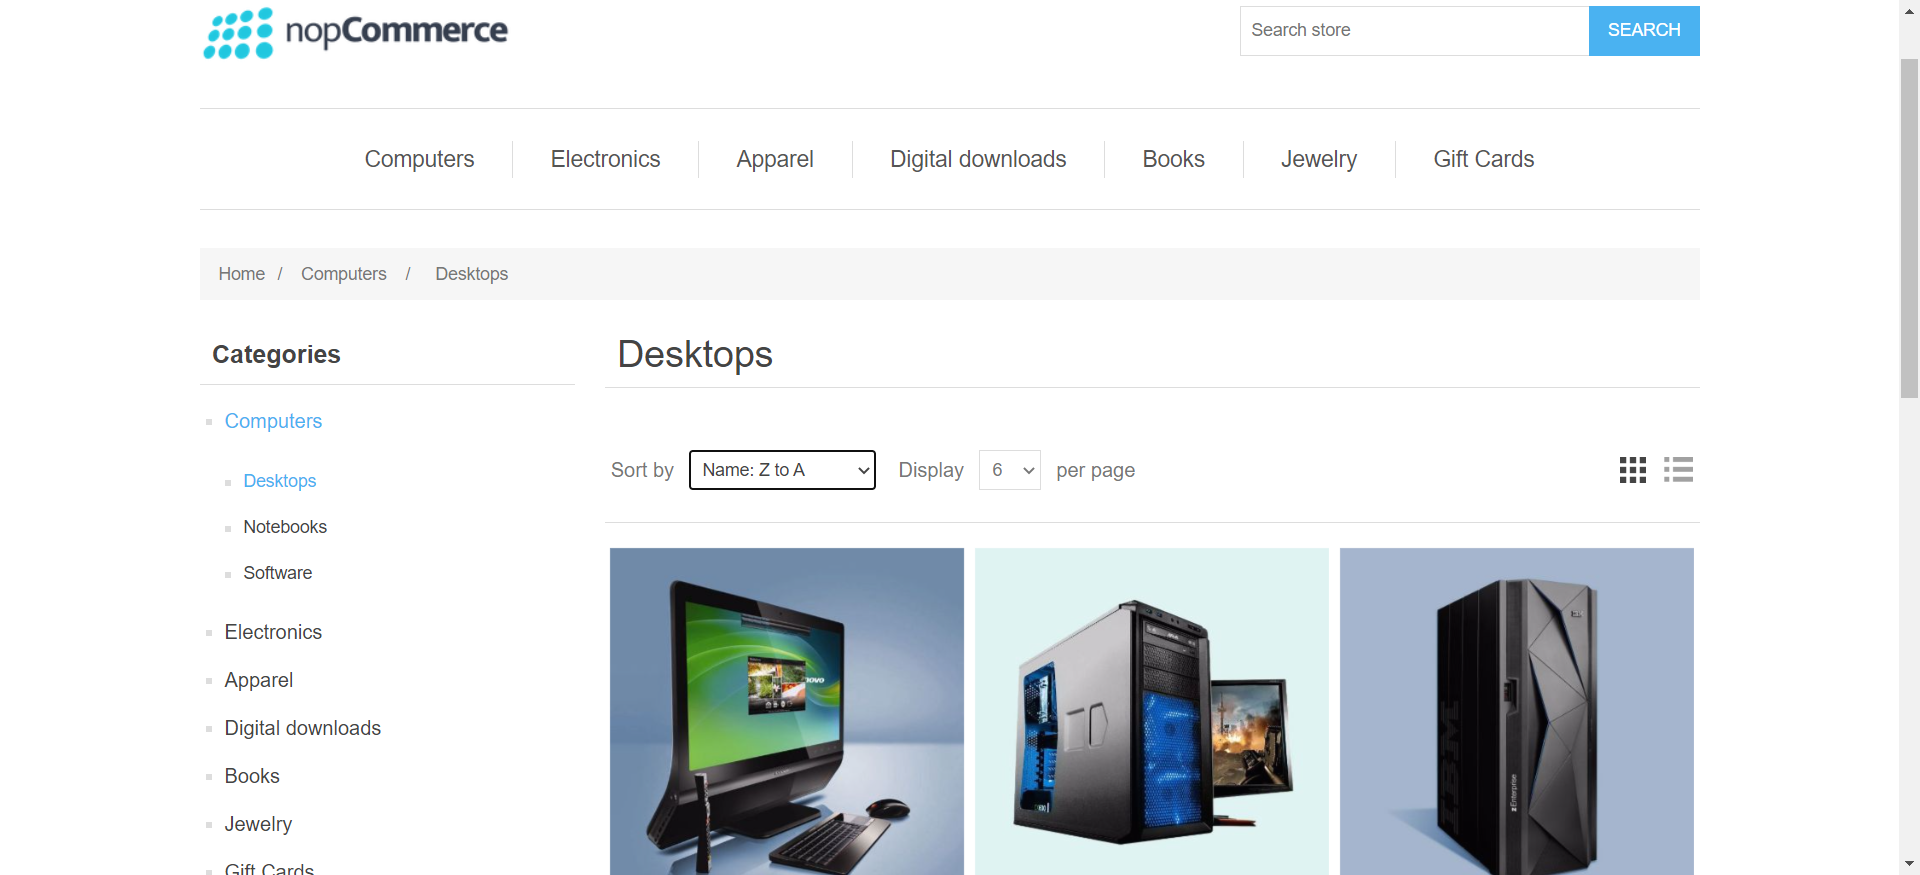 nopCommerce
Search store
SEARCH
Computers
Electronics
Apparel
Digital downloads
Books
Jewelry
Gift Cards
Home / Computers / Desktops
Categories
Computers
Desktops
Notebooks
Software
Electronics
Apparel
Digital downloads
Books
Jewelry
Gift Cards
Desktops
Sort by Name: Z to A Display 6 per page
IBM
Enterprise